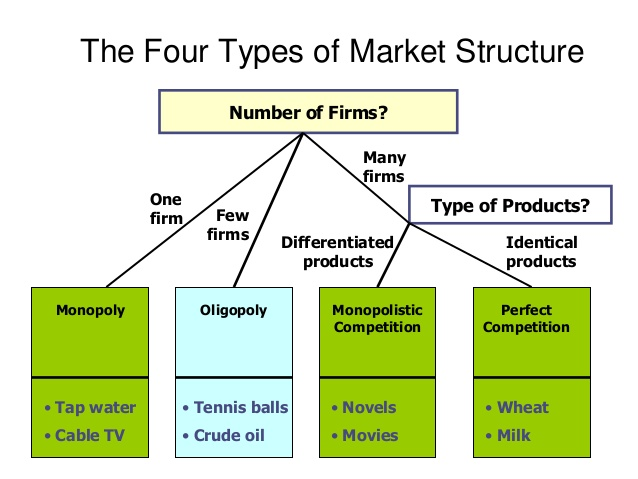 The Four Types of Market Structure
Number of Firms?
Many
firms
One
firm
Few
firms
Type of Products?
Differentiated
products
Identical
products
Monopoly
Oligopoly
Monopolistic
Competition
Perfect
Competition
• Tap water
• Cable TV
• Tennis balls
• Crude oil
• Novels
• Movies
• Wheat
• Milk